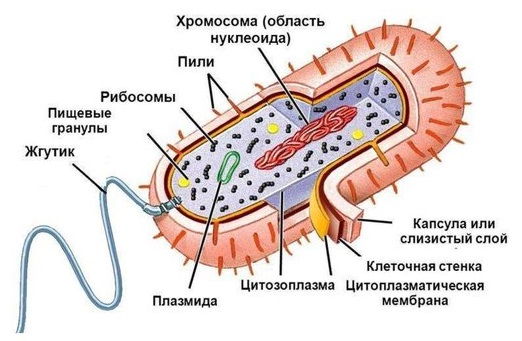 Хромосома (область
нуклеоида)
Пили
Рибосомы
Пищевые
гранулы
Жгутик
Плазмида
Цитозоплазма
Капсула или
слизистый слой
Клеточная стенка
Цитоплазматическая
мембрана